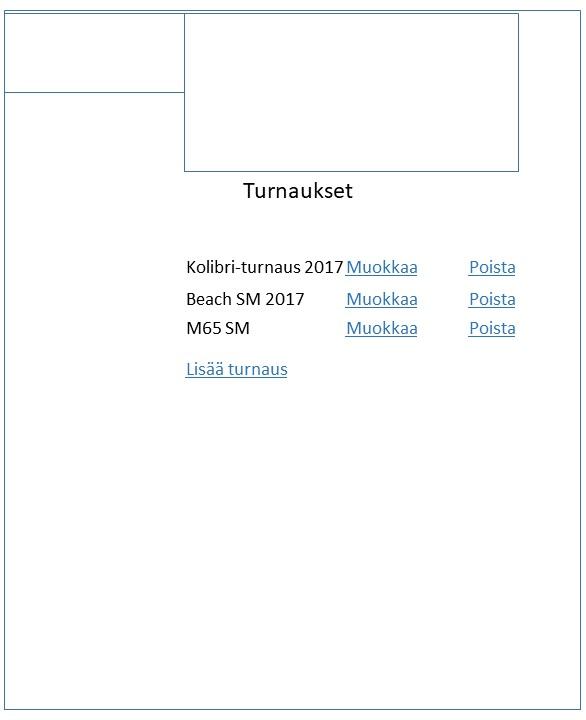 Turnaukset
Kolibri-turnaus 2017 Muokkaa Poista
Beach SM 2017 Muokkaa Poista
M65 SM Muokkaa Poista
Lisää turnaus